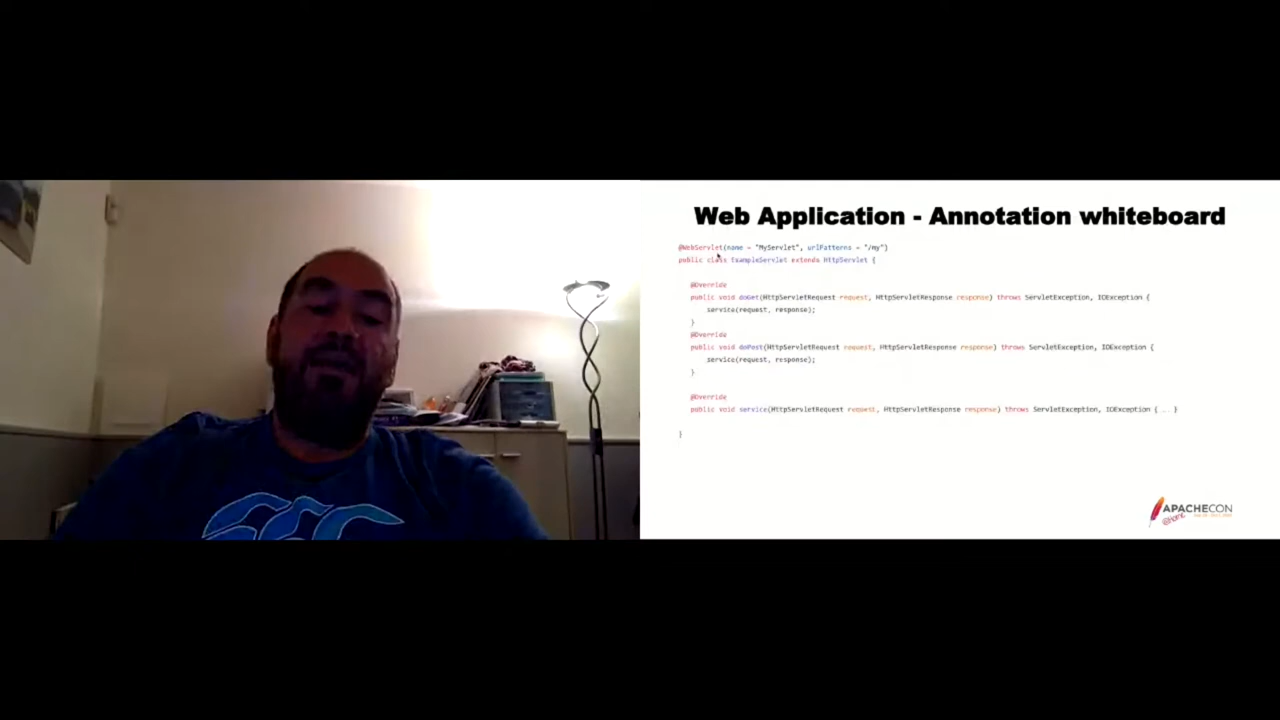 Web Application - Annotation whiteboard
@WebServlet(name = "MyServlet", urlPatterns = "/my")
public class ExampleServlet extends HttpServlet {
@Override
public void doGet(HttpServletRequest request, HttpServletResponse response) throws ServletException, IOException {
service(request, response);
}
@Override
public void doPost(HttpServletRequest request, HttpServletResponse response) throws ServletException, IOException {
service(request, response);
}
@Override
public void service(HttpServletRequest request, HttpServletResponse response) throws ServletException, IOException { ... }
}
APACHECON
@home